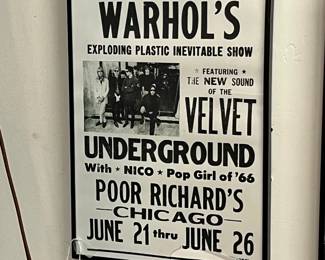 WARHOL'S
EXPLODING PLASTIC INEVITABLE SHOW
★ FEATURING ★
THE NEW SOUND
OF THE
VELVET
UNDERGROUND
With ★ NICO ★ Pop Girl of '66
POOR RICHARD'S
CHICAGO
JUNE 21 thru JUNE 26